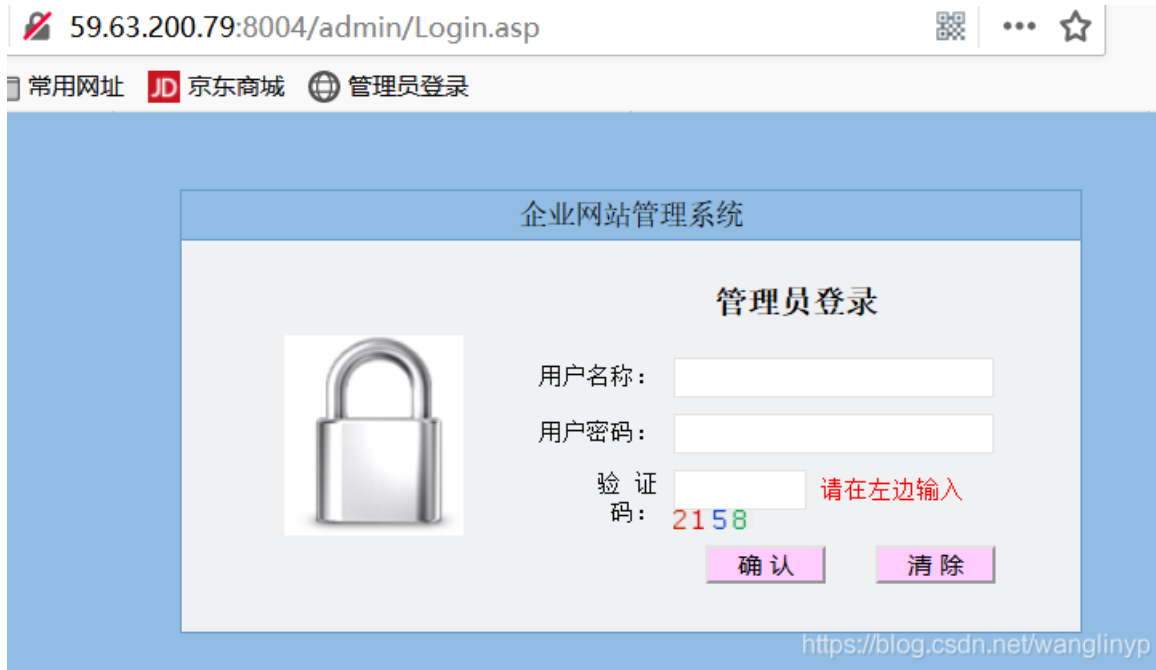 59.63.200.79:8004/admin/Login.asp
常用网址 JD 京东商城 管理员登录
企业网站管理系统
管理员登录
用户名称：
用户密码：
验 证
码：
请在左边输入
2158
确 认 清 除
https://blog.csdn.net/wanglinyp